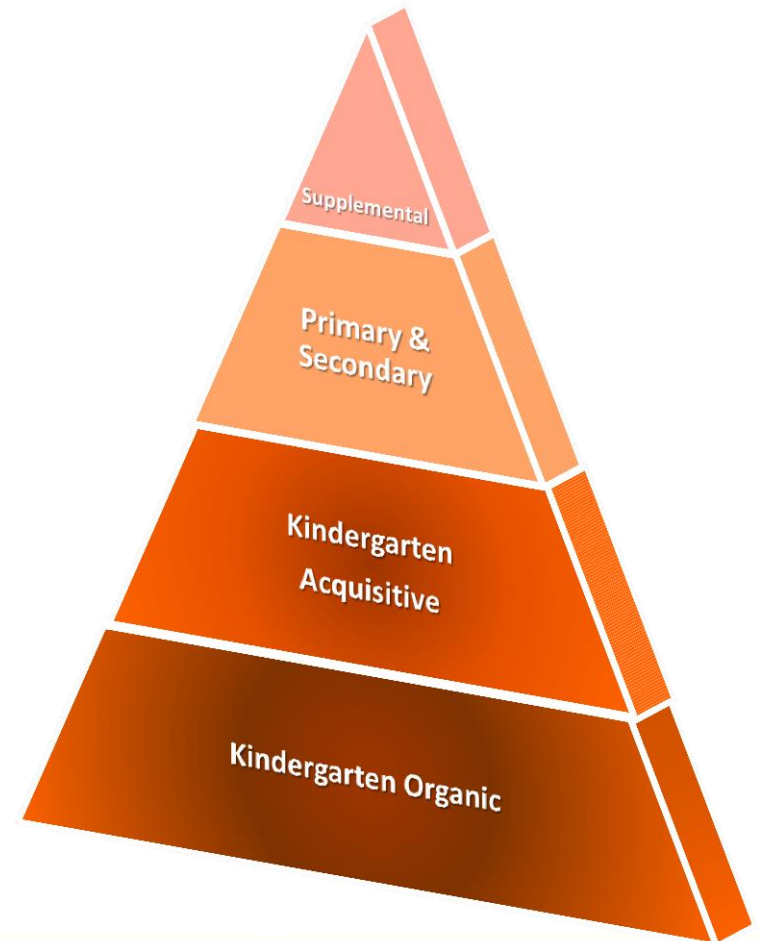 Supplemental
Primary &
Secondary
Kindergarten
Acquisitive
Kindergarten Organic